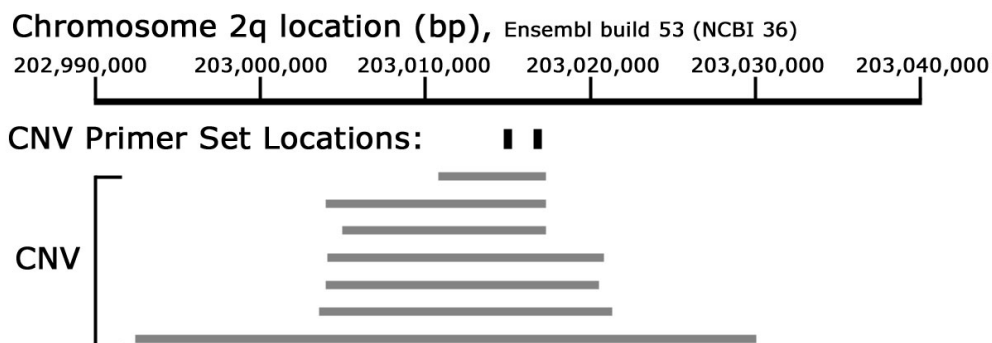 Chromosome 2q location (bp), Ensembl build 53 (NCBI 36)
202,990,000 203,000,000 203,010,000 203,020,000 203,030,000 203,040,000
CNV Primer Set Locations:
CNV